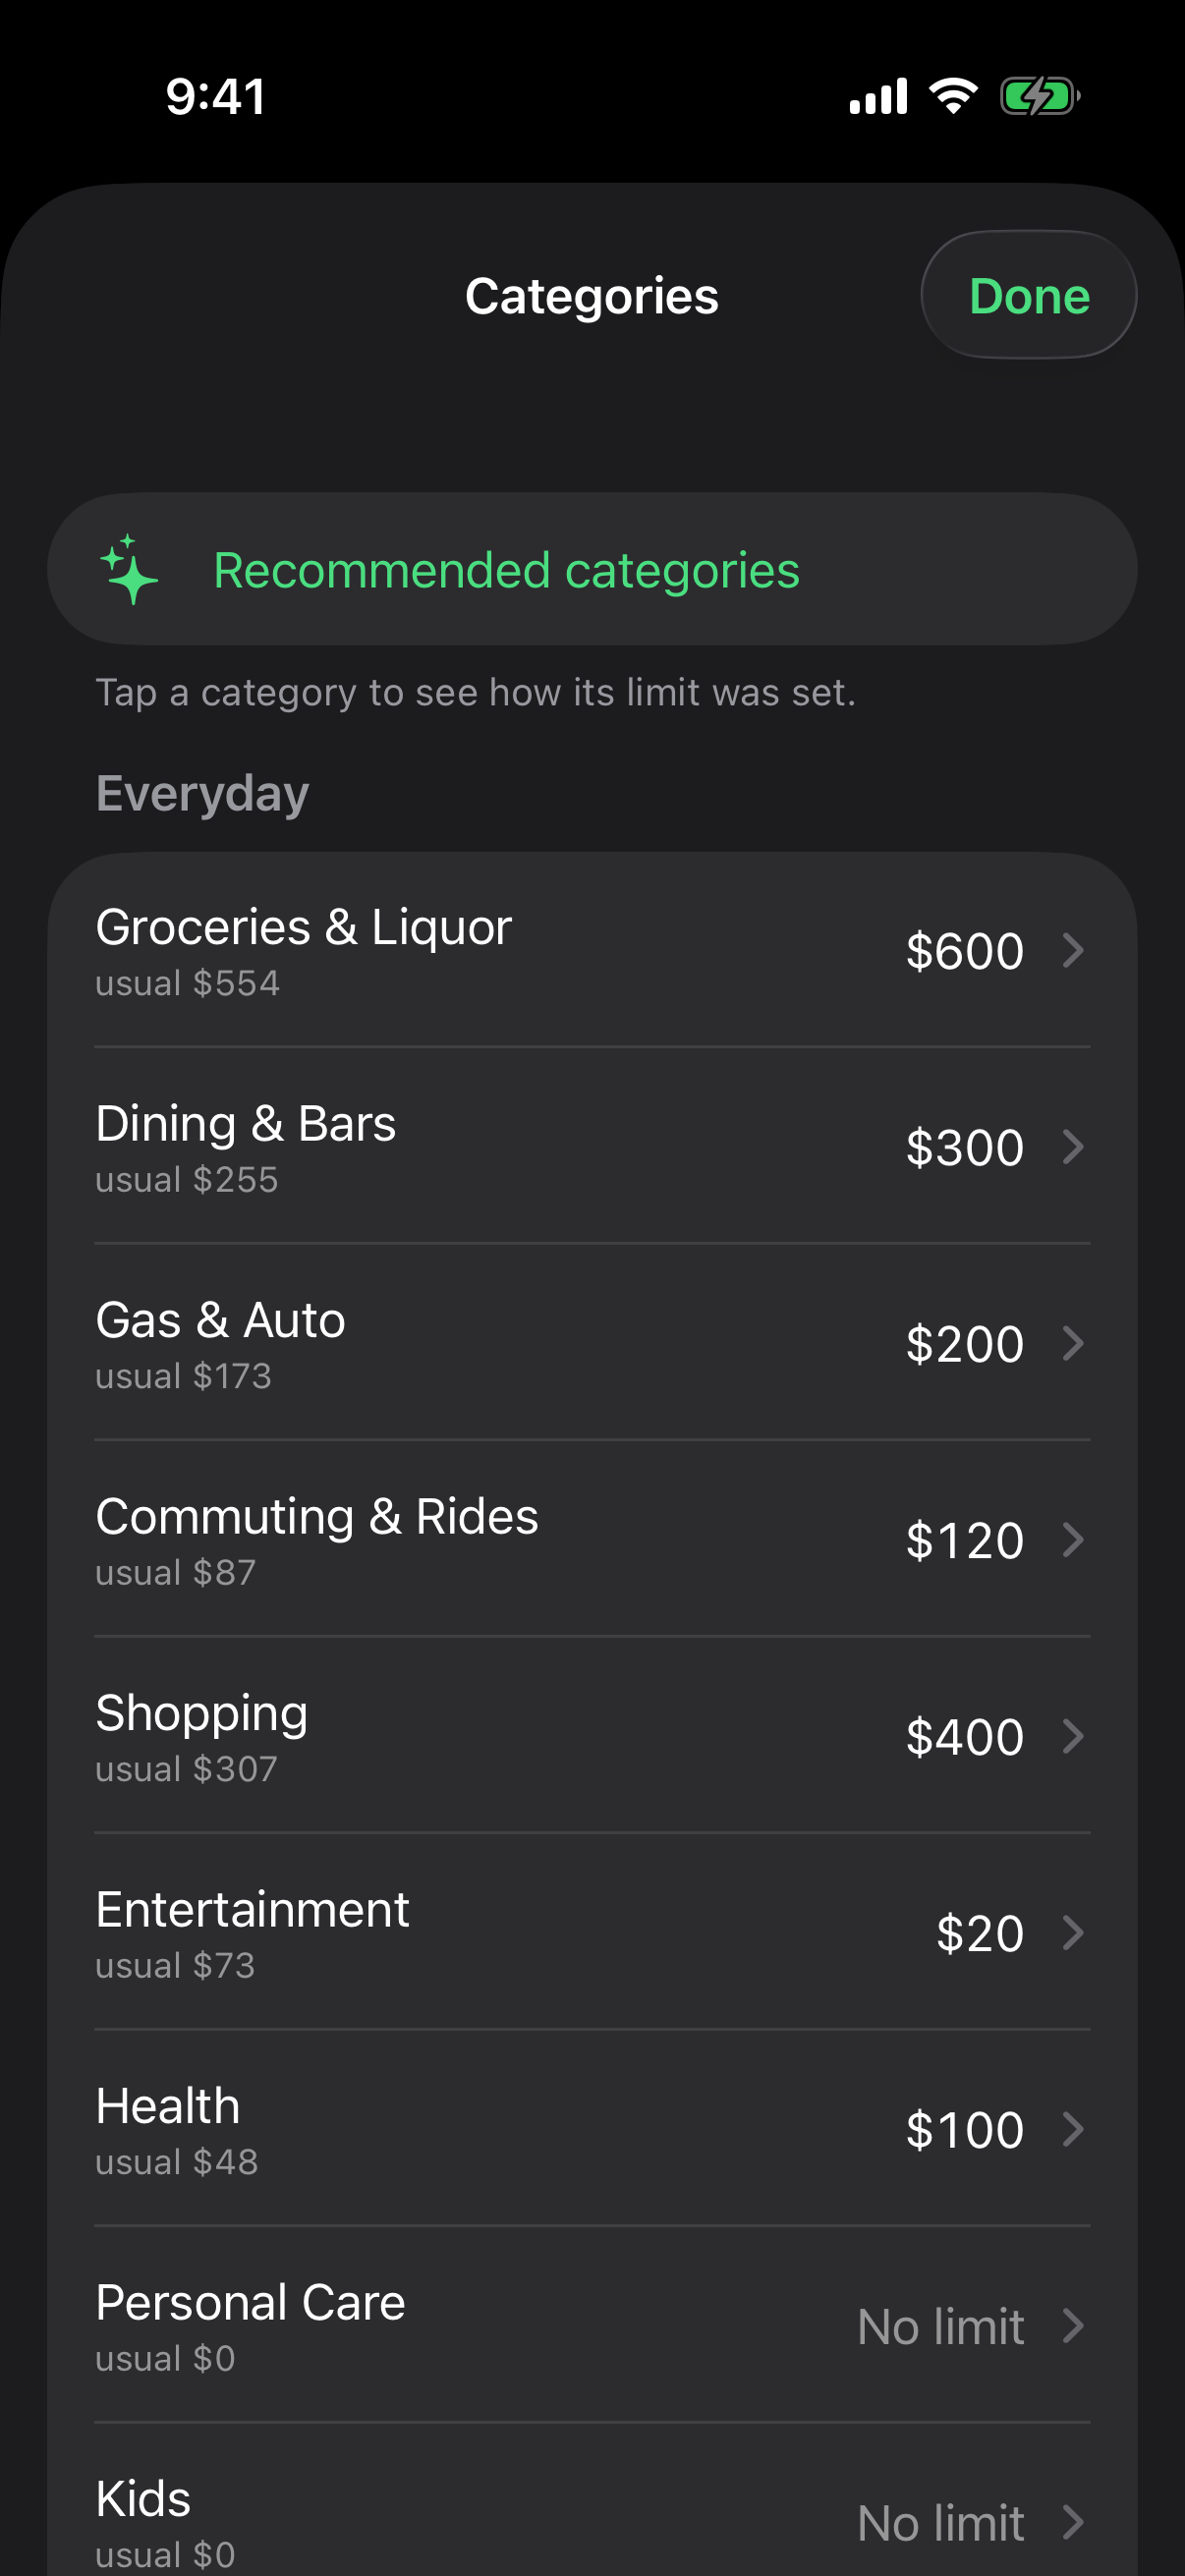 9:41
Categories
Done
Recommended categories
Tap a category to see how its limit was set.
Everyday
Groceries & Liquor
usual $554
$600
Dining & Bars
usual $255
$300
Gas & Auto
usual $173
$200
Commuting & Rides
usual $87
$120
Shopping
usual $307
$400
Entertainment
usual $73
$20
Health
usual $48
$100
Personal Care
usual $0
No limit
Kids
usual $0
No limit